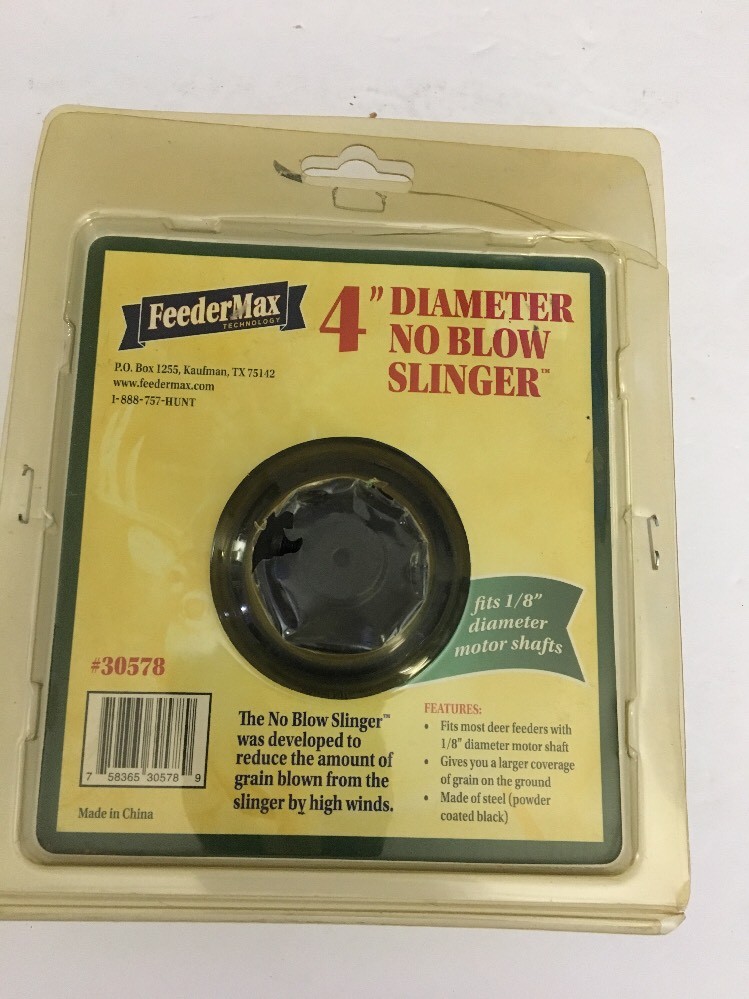 FeederMax
TECHNOLOGY
4" DIAMETER
NO BLOW
SLINGER™
P.O. Box 1255, Kaufman, TX 75142
www.feedermax.com
1-888-757-HUNT
fits 1/8"
diameter
motor shafts
#30578
7 58365 30578 9
Made in China
The No Blow Slinger™
was developed to
reduce the amount of
grain blown from the
slinger by high winds.
FEATURES:
• Fits most deer feeders with
1/8" diameter motor shaft
• Gives you a larger coverage
of grain on the ground
• Made of steel (powder
coated black)